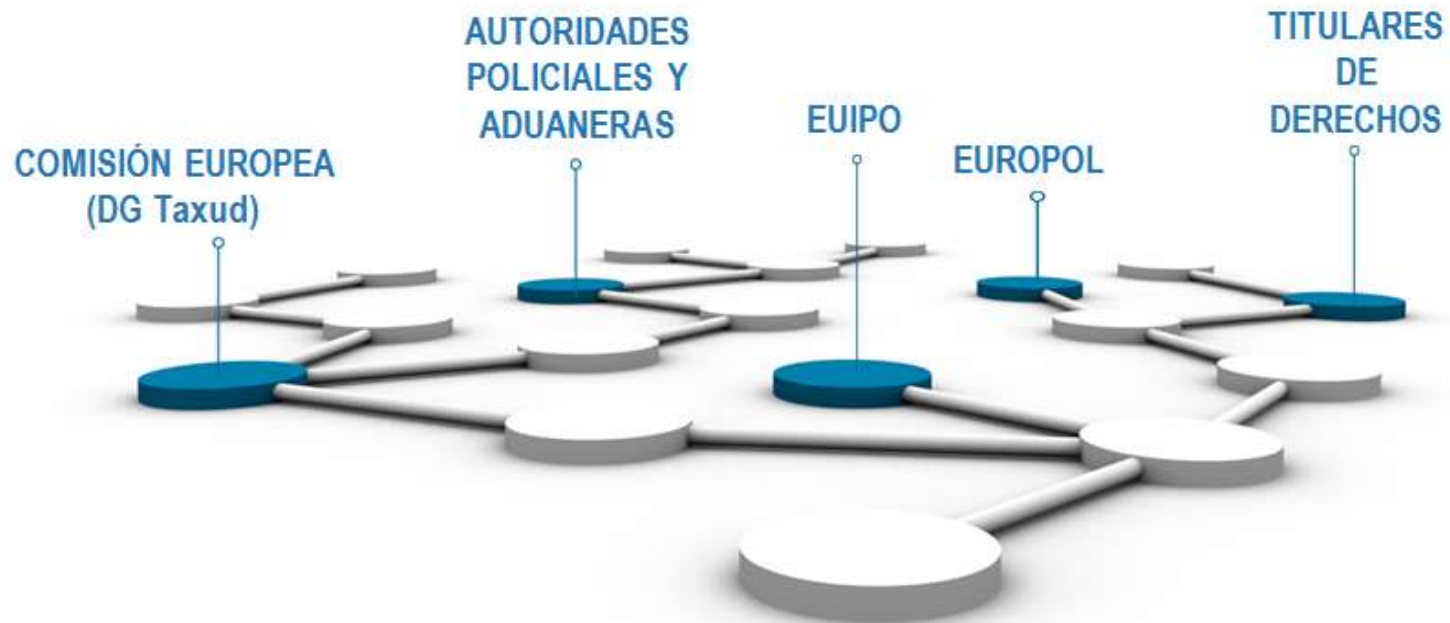 COMISIÓN EUROPEA
(DG Taxud)
AUTORIDADES
POLICIALES Y
ADUANERAS
EUIPO
EUROPOL
TITULARES
DE
DERECHOS